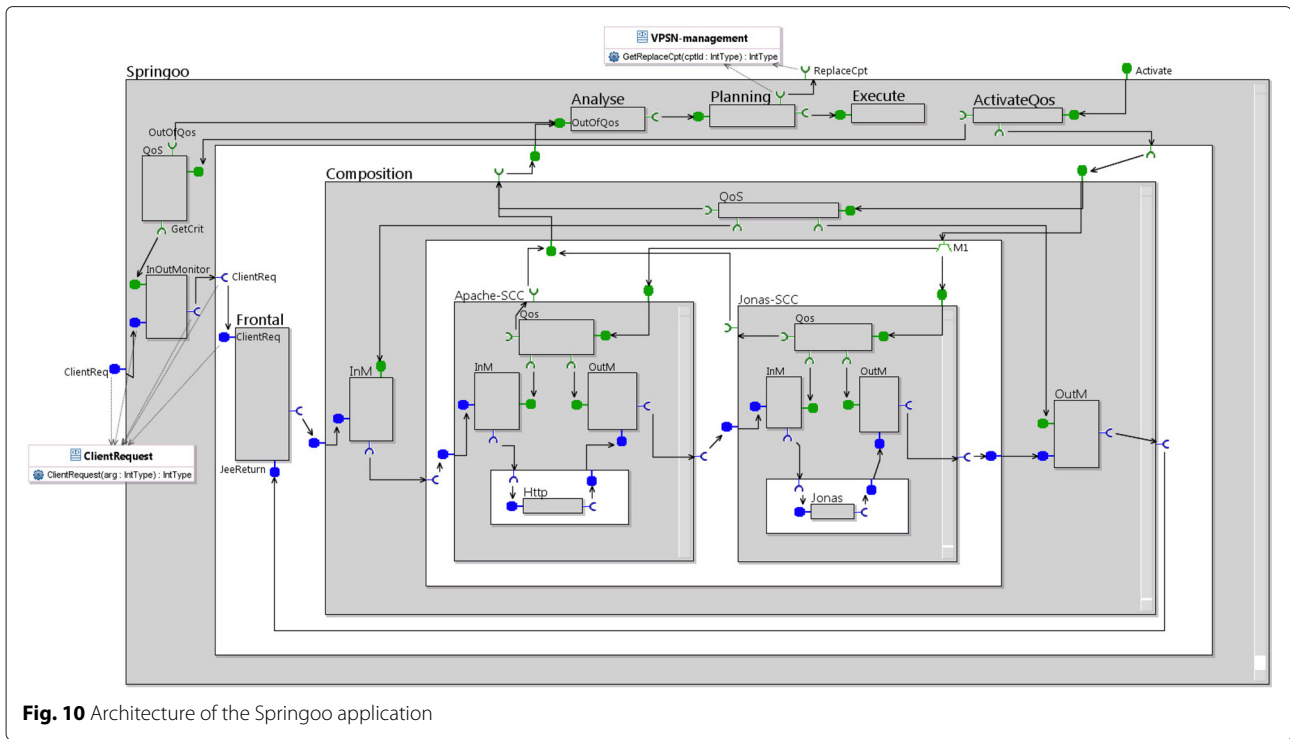 VPSN-management
GetReplaceCpt(cptId : IntType) : IntType
Springoo
ReplaceCpt
Activate
Analyse
Planning
Execute
ActivateQos
OutOfQos
OutOfQos
QoS
Composition
QoS
GetCrit
M1
InOutMonitor
ClientReq
Apache-SCC
Jonas-SCC
Frontal
Qos
Qos
ClientReq
ClientReq
InM
InM
OutM
InM
OutM
OutM
ClientRequest
ClientRequest(arg : IntType) : IntType
JeeReturn
Http
Jonas
Fig. 10 Architecture of the Springoo application